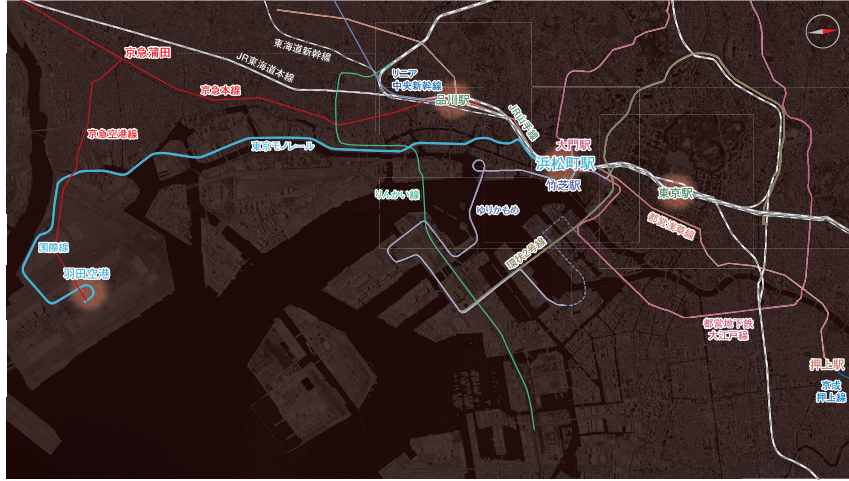 京急蒲田
東海道新幹線
JR東海道本線
リニア
中央新幹線
京急本線
品川駅
JR山手線
京急空港線
東京モノレール
大門駅
浜松町駅
竹芝駅
東京駅
りんかい線
ゆりかもめ
都営浅草線
国際線
環状2号線
羽田空港
都営地下鉄
大江戸線
押上駅
京成
押上線